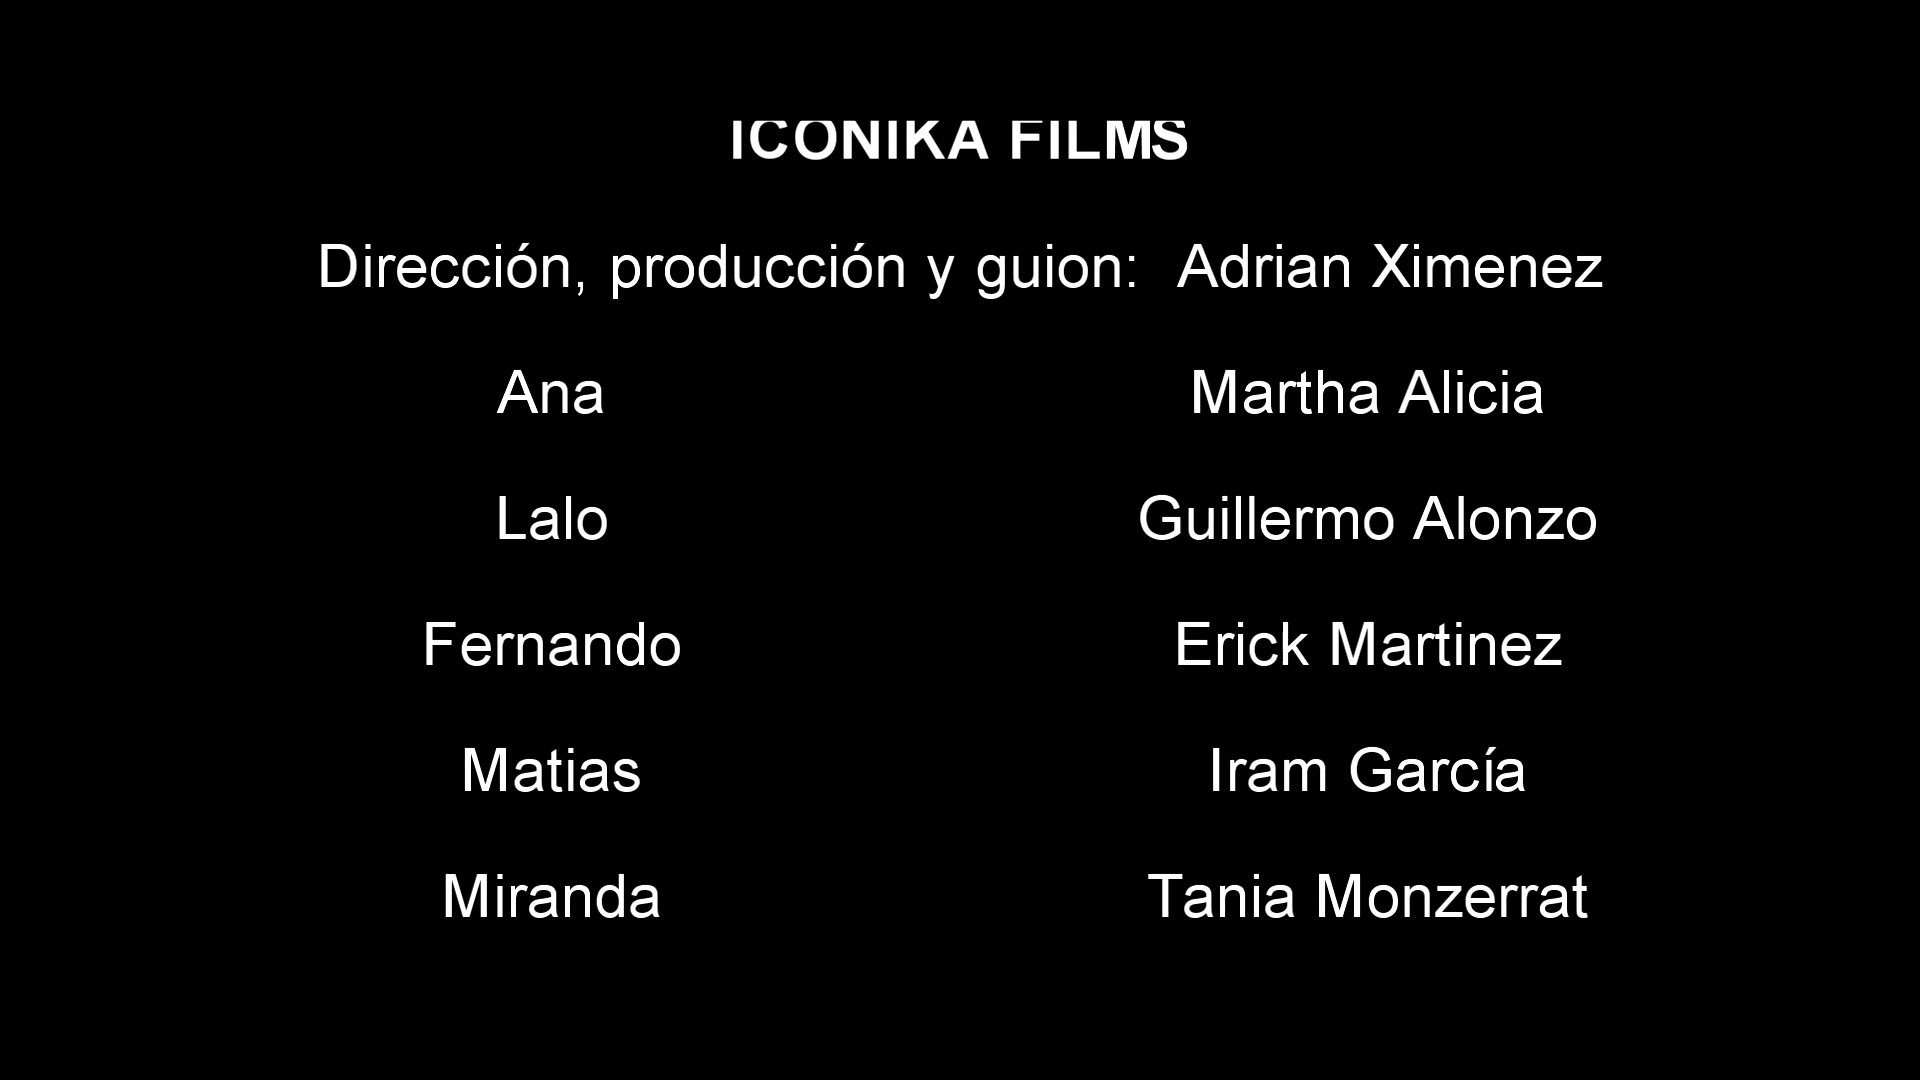 ICONIKA FILMS
Dirección, producción y guion: Adrian Ximenez
Ana Martha Alicia
Lalo Guillermo Alonzo
Fernando Erick Martinez
Matias Iram García
Miranda Tania Monzerrat